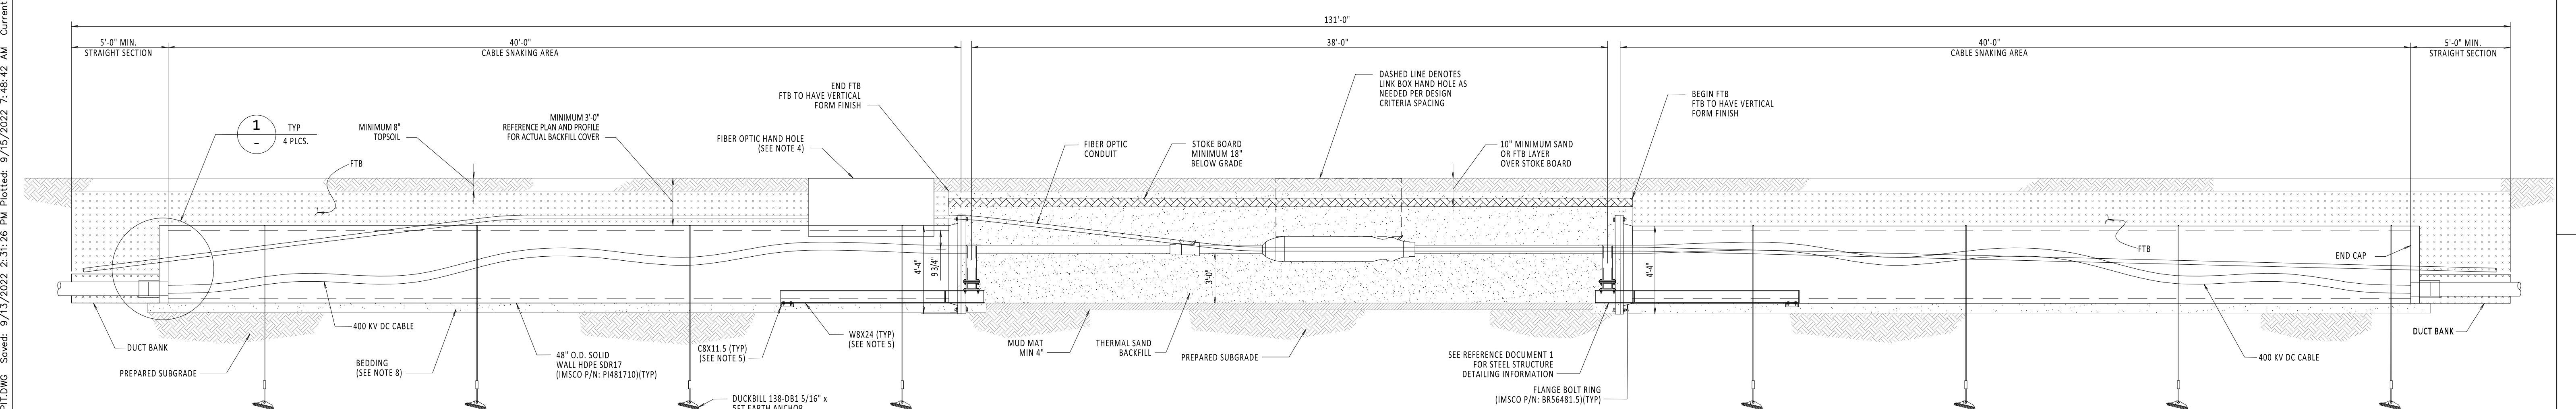 PIT.DWG Saved: 9/13/2022 2:31:26 PM Plotted: 9/15/2022 7:48:42 AM Current
131'-0"
5'-0" MIN.
STRAIGHT SECTION
40'-0"
CABLE SNAKING AREA
38'-0"
40'-0"
CABLE SNAKING AREA
5'-0" MIN.
STRAIGHT SECTION
1
-
TYP
4 PLCS.
MINIMUM 8"
TOPSOIL
FTB
MINIMUM 3'-0"
REFERENCE PLAN AND PROFILE
FOR ACTUAL BACKFILL COVER
END FTB
FTB TO HAVE VERTICAL
FORM FINISH
FIBER OPTIC HAND HOLE
(SEE NOTE 4)
FIBER OPTIC
CONDUIT
STOKE BOARD
MINIMUM 18"
BELOW GRADE
DASHED LINE DENOTES
LINK BOX HAND HOLE AS
NEEDED PER DESIGN
CRITERIA SPACING
10" MINIMUM SAND
OR FTB LAYER
OVER STOKE BOARD
BEGIN FTB
FTB TO HAVE VERTICAL
FORM FINISH
FTB
END CAP
4'-4"
9 3/4"
3'-0"
4'-4"
DUCT BANK
PREPARED SUBGRADE
400 KV DC CABLE
BEDDING
(SEE NOTE 8)
48" O.D. SOLID
WALL HDPE SDR17
(IMSCO P/N: PI481710)(TYP)
C8X11.5 (TYP)
(SEE NOTE 5)
W8X24 (TYP)
(SEE NOTE 5)
DUCKBILL 138-DB1 5/16" x
5FT EARTH ANCHOR
MUD MAT
MIN 4"
THERMAL SAND
BACKFILL
PREPARED SUBGRADE
SEE REFERENCE DOCUMENT 1
FOR STEEL STRUCTURE
DETAILING INFORMATION
FLANGE BOLT RING
(IMSCO P/N: BR56481.5)(TYP)
400 KV DC CABLE
DUCT BANK